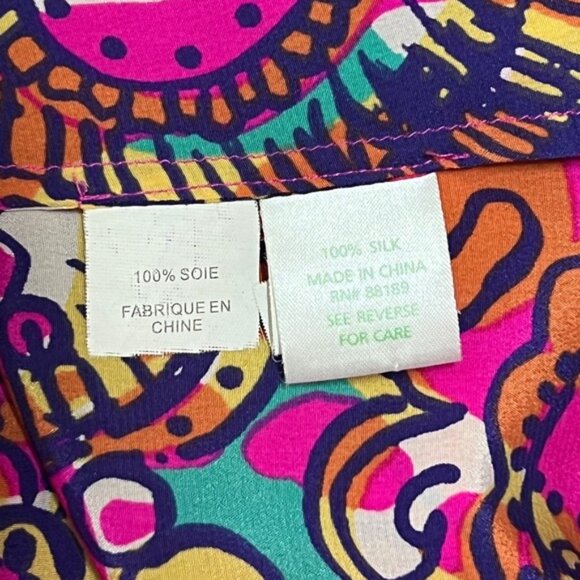 100% SOIE
FABRIQUE EN
CHINE
100% SILK
MADE IN CHINA
RN# 88189
SEE REVERSE
FOR CARE